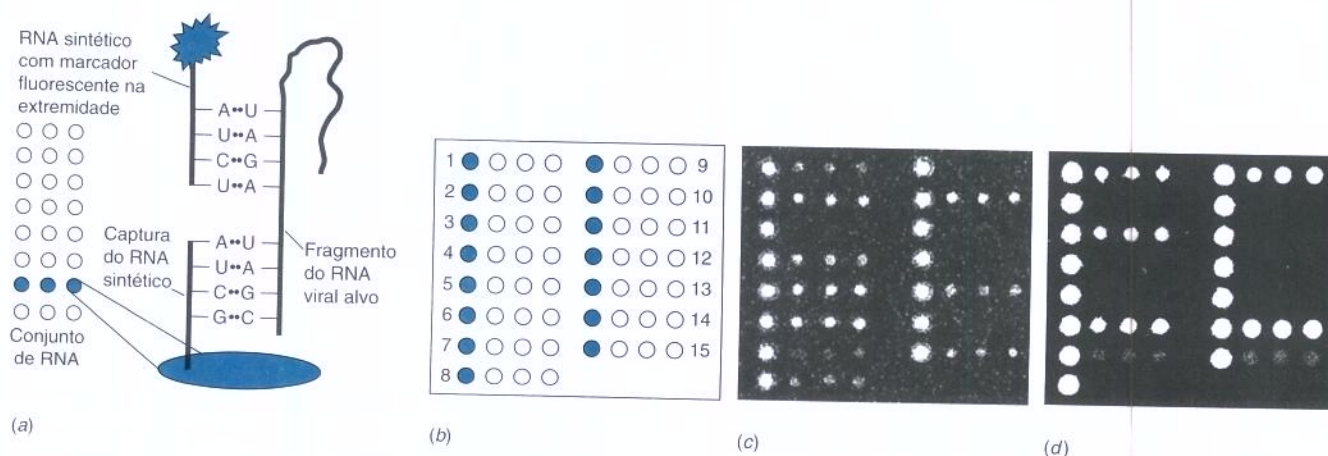 RNA sintético
com marcador
fluorescente na
extremidade
A••U
U••A
C••G
U••A
Captura
do RNA
sintético
A••U
U••A
C••G
G••C
Fragmento
do RNA
viral alvo
Conjunto
de RNA
(a)
1
2
3
4
5
6
7
8
9
10
11
12
13
14
15
(b)
(c)
(d)